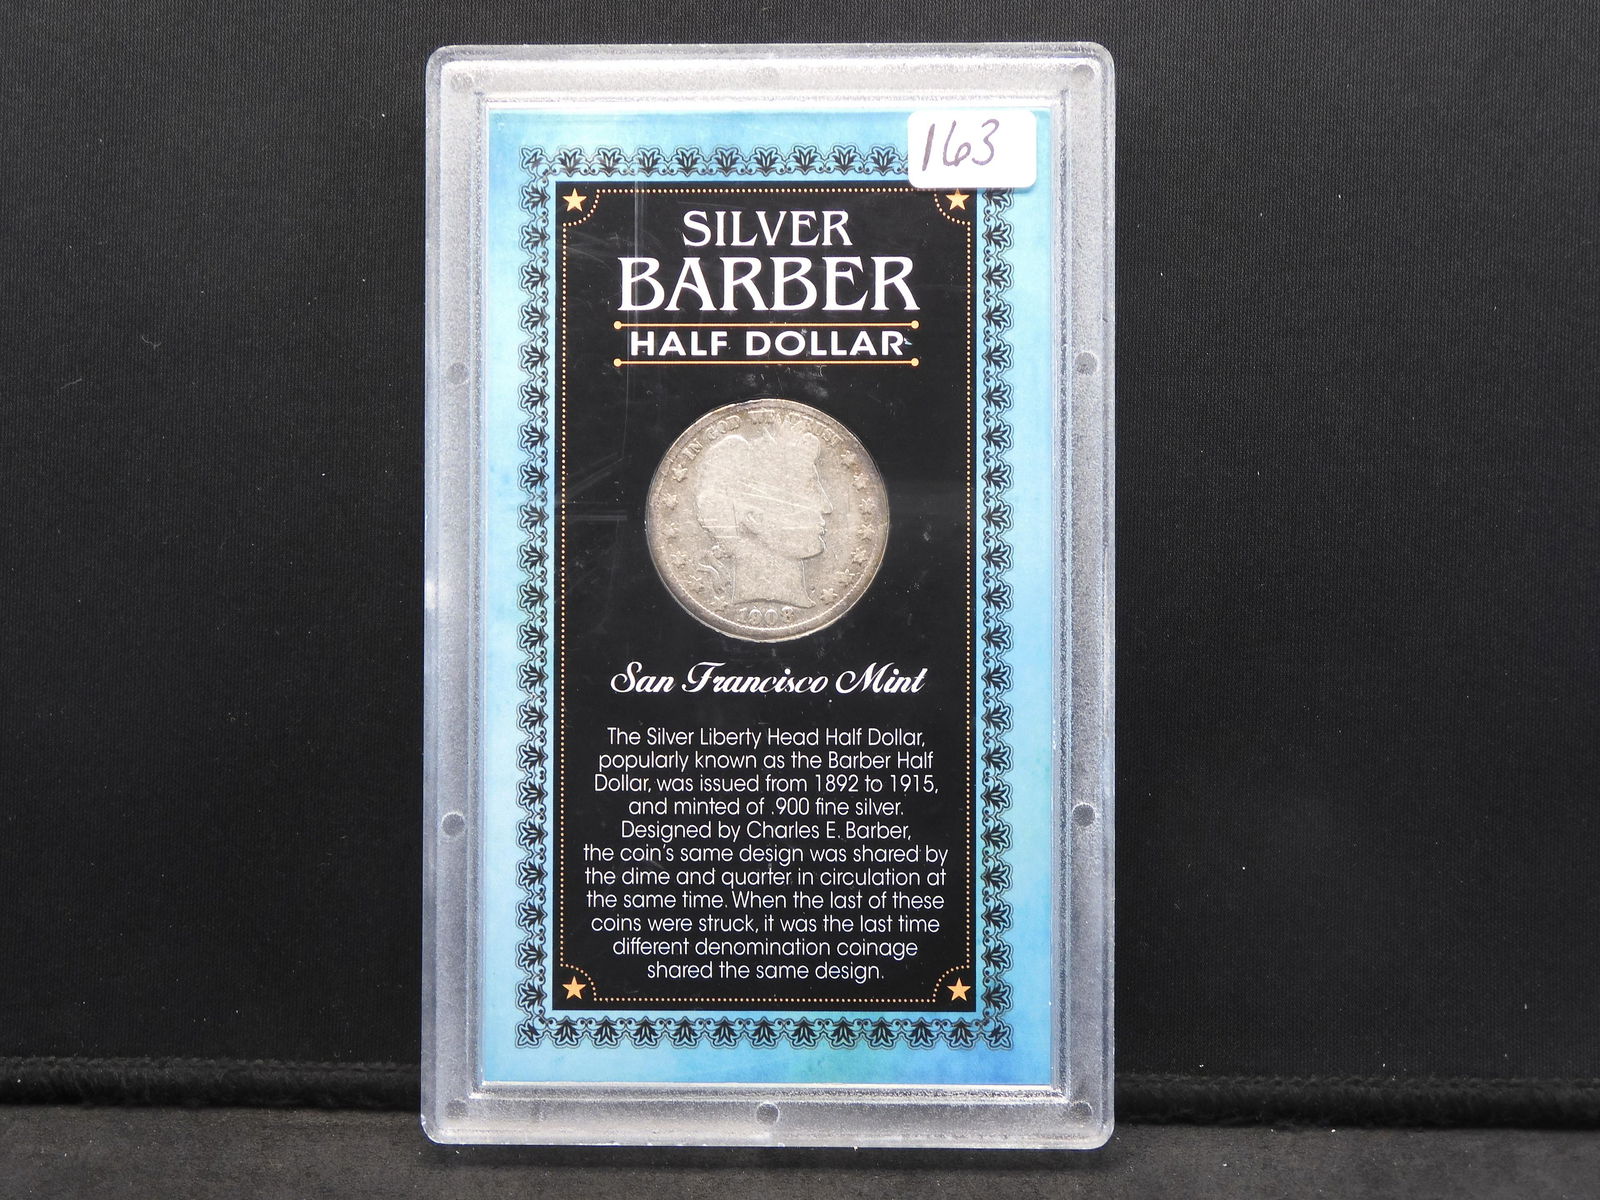 163
SILVER
BARBER
HALF DOLLAR
IN GOD WE TRUST
1908
San Francisco Mint
The Silver Liberty Head Half Dollar,
popularly known as the Barber Half
Dollar, was issued from 1892 to 1915,
and minted of .900 fine silver.
Designed by Charles E. Barber,
the coin's same design was shared by
the dime and quarter in circulation at
the same time. When the last of these
coins were struck, it was the last time
different denomination coinage
shared the same design.